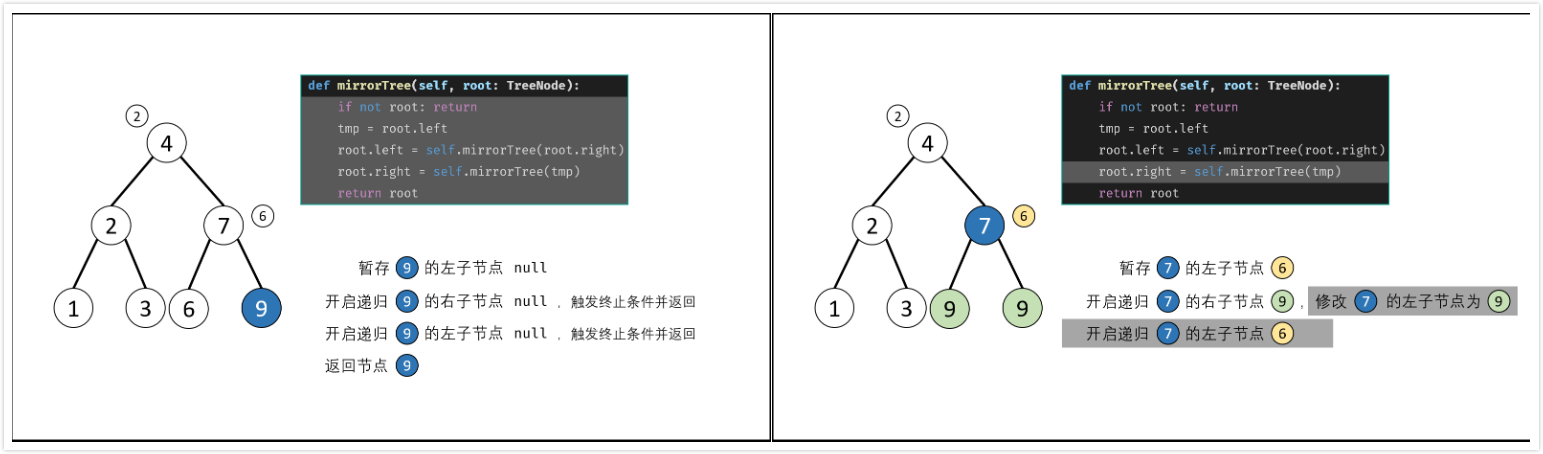 def mirrorTree(self, root: TreeNode):
if not root: return
tmp = root.left
root.left = self.mirrorTree(root.right)
root.right = self.mirrorTree(tmp)
return root
2
4
2
7
6
1
3
6
9
暂存 9 的左子节点 null
开启递归 9 的右子节点 null ，触发终止条件并返回
开启递归 9 的左子节点 null ，触发终止条件并返回
返回节点 9
def mirrorTree(self, root: TreeNode):
if not root: return
tmp = root.left
root.left = self.mirrorTree(root.right)
root.right = self.mirrorTree(tmp)
return root
2
4
2
7
6
1
3
9
9
暂存 7 的左子节点 6
开启递归 7 的右子节点 9 ，修改 7 的左子节点为 9
开启递归 7 的左子节点 6